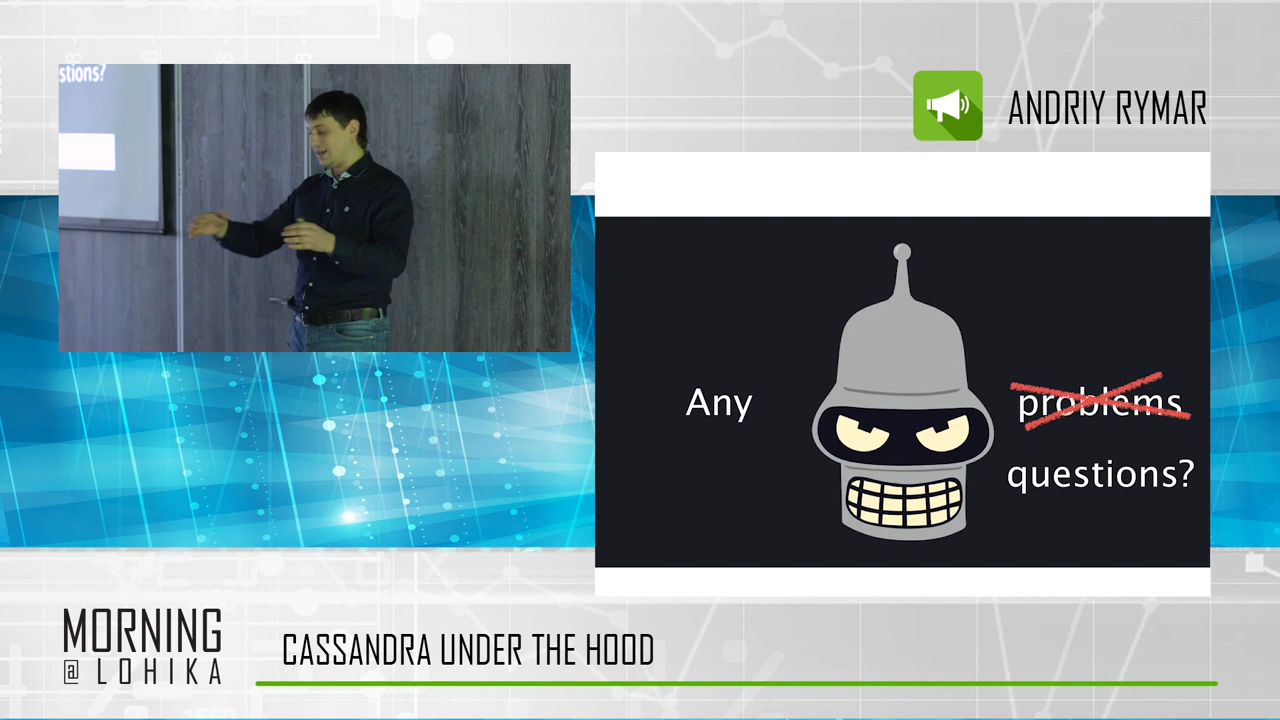 stions?
ANDRIY RYMAR
Any problems
questions?
MORNING
@ LOHIKA
CASSANDRA UNDER THE HOOD